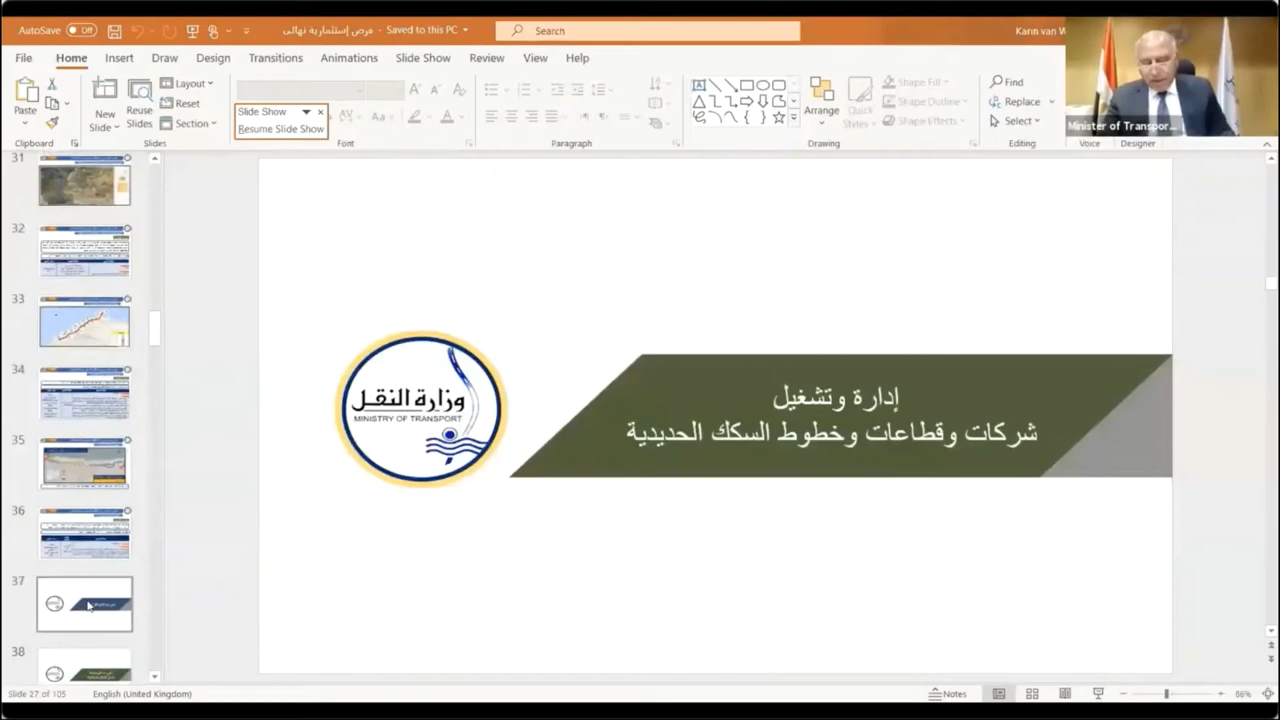 AutoSave
Off
فرص إستثمارية نهائى - Saved to this PC
Search
Karin van W
File
Home
Insert
Draw
Design
Transitions
Animations
Slide Show
Review
View
Help
Paste
Clipboard
New
Slide
Reuse
Slides
Layout
Reset
Section
Slides
Slide Show
Resume Slide Show
Font
Paragraph
Arrange
Quick
Styles
Shape Fill
Shape Outline
Shape Effects
Drawing
Find
Replace
Select
Editing
Minister of Transpor...
Voice
Designer
31
32
33
34
35
36
37
38
وزارة النقل
MINISTRY OF TRANSPORT
إدارة وتشغيل
شركات وقطاعات وخطوط السكك الحديدية
Slide 27 of 105
English (United Kingdom)
Notes
86%